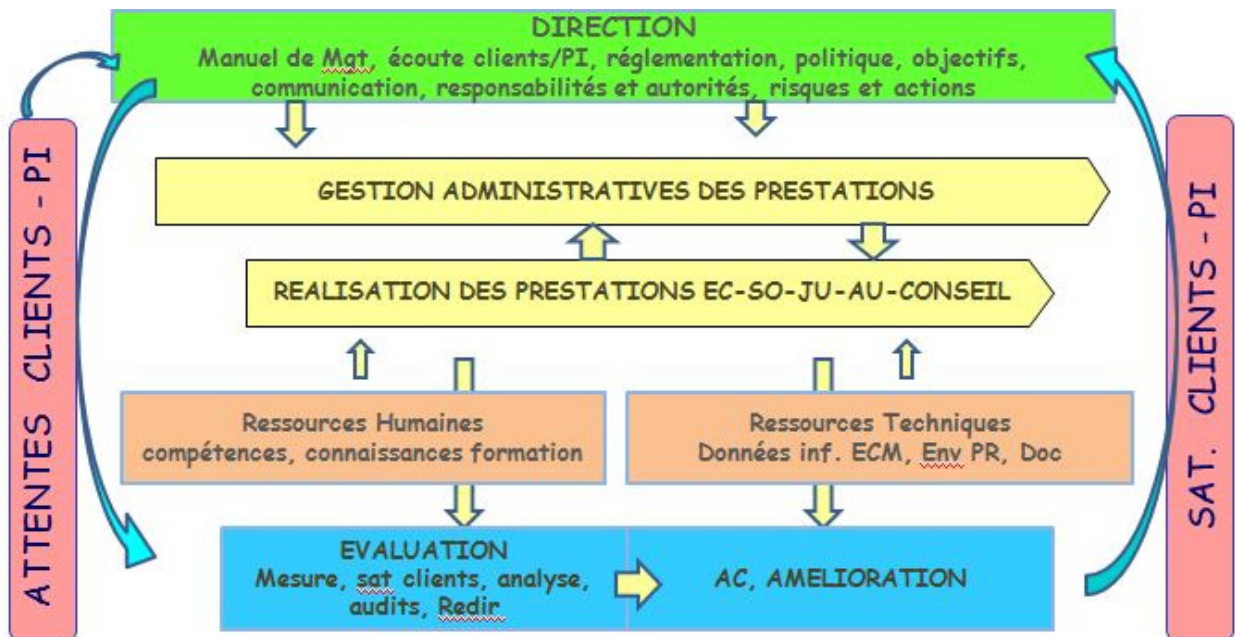 DIRECTION
Manuel de Mqt, écoute clients/PI, réglementation, politique, objectifs,
communication, responsabilités et autorités, risques et actions
ATTENTES CLIENTS - PI
GESTION ADMINISTRATIVES DES PRESTATIONS
REALISATION DES PRESTATIONS EC-SO-JU-AU-CONSEIL
Ressources Humaines
compétences, connaissances formation
Ressources Techniques
Données inf. ECM, Env PR, Doc
EVALUATION
Mesure, sat clients, analyse,
audits, Redir
AC, AMELIORATION
SAT. CLIENTS - PI